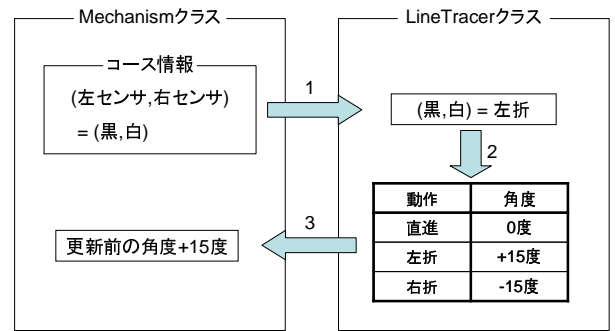 Mechanismクラス
コース情報
(左センサ,右センサ)
= (黒,白)
更新前の角度+15度
1
3
LineTracerクラス
(黒,白) = 左折
2
動作 角度
直進 0度
左折 +15度
右折 -15度